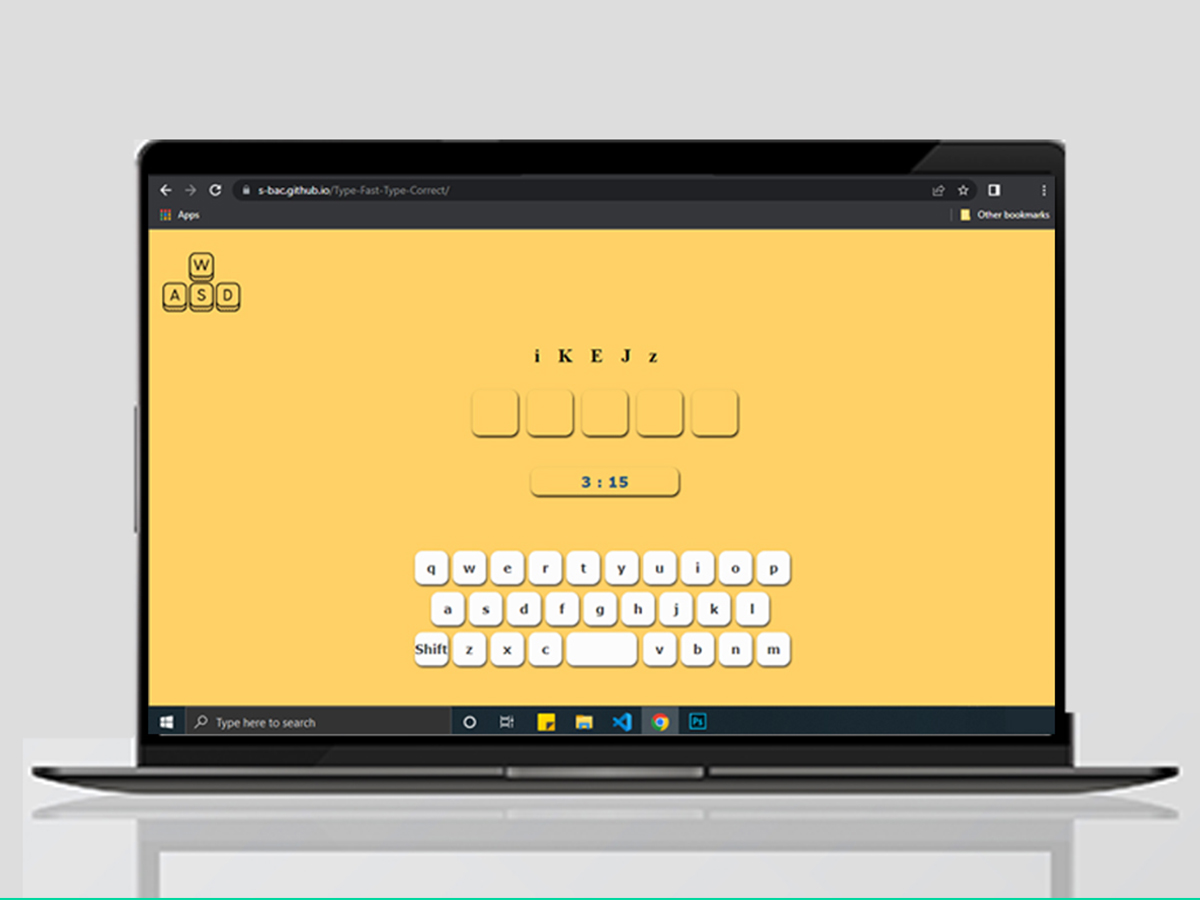 s-bac.github.io/Type-Fast-Type-Correct/
Apps
Other bookmarks
W
A S D
i K E J z
3 : 15
q w e r t y u i o p
a s d f g h j k l
Shift z x c v b n m
Type here to search
Ps